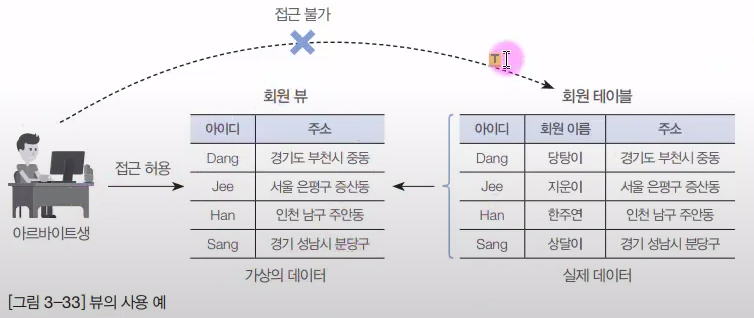 접근 불가
T
회원 뷰
회원 테이블
아이디 주소
아이디 회원 이름 주소
Dang 경기도 부천시 중동
Dang 당탕이 경기도 부천시 중동
접근 허용
Jee 서울 은평구 증산동
Jee 지운이 서울 은평구 증산동
Han 인천 남구 주안동
Han 한주연 인천 남구 주안동
아르바이트생
Sang 경기 성남시 분당구
Sang 상달이 경기 성남시 분당구
가상의 데이터
실제 데이터
[그림 3-33] 뷰의 사용 예